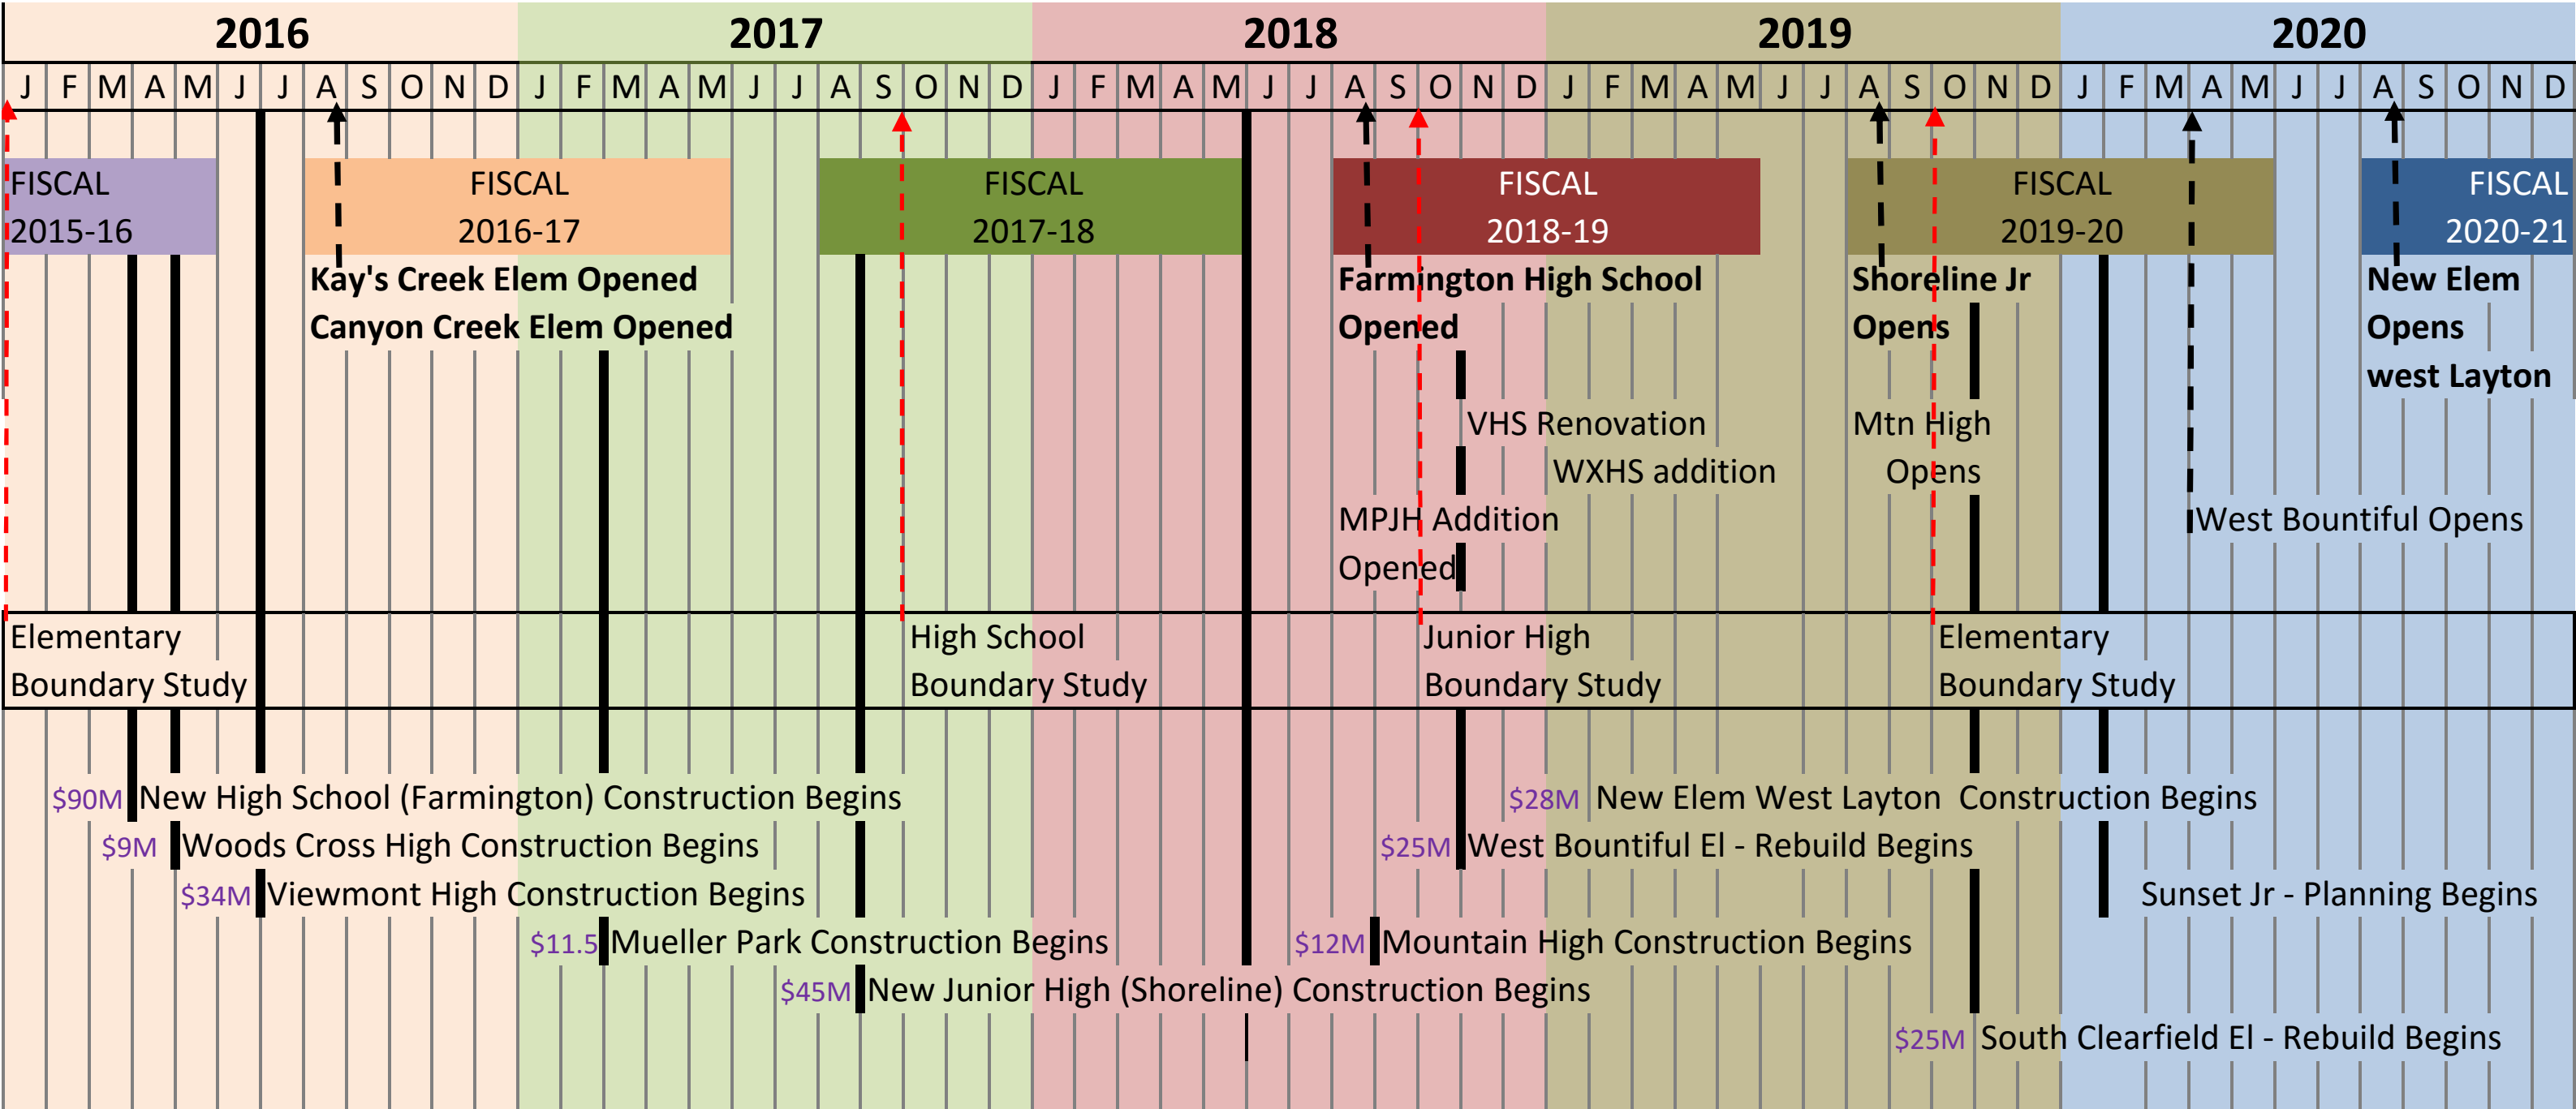 2016 2017 2018 2019 2020
J F M A M J J A S O N D J F M A M J J A S O N D J F M A M J J A S O N D J F M A M J J A S O N D J F M A M J J A S O N D
FISCAL FISCAL FISCAL FISCAL FISCAL FISCAL
2015-16 2016-17 2017-18 2018-19 2019-20 2020-21
Kay's Creek Elem Opened Farmington High School Shoreline Jr New Elem
Canyon Creek Elem Opened Opened Opens Opens
west Layton
VHS Renovation Mtn High
WXHS addition Opens
MPJH Addition West Bountiful Opens
Opened
Elementary High School Junior High Elementary
Boundary Study Boundary Study Boundary Study Boundary Study
$90M New High School (Farmington) Construction Begins $28M New Elem West Layton Construction Begins
$9M Woods Cross High Construction Begins $25M West Bountiful El - Rebuild Begins
$34M Viewmont High Construction Begins Sunset Jr - Planning Begins
$11.5 Mueller Park Construction Begins $12M Mountain High Construction Begins
$45M New Junior High (Shoreline) Construction Begins
$25M South Clearfield El - Rebuild Begins